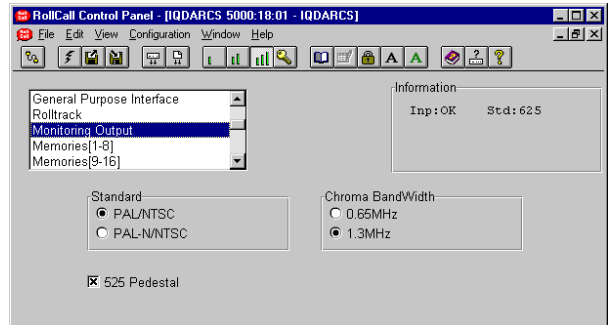 RollCall Control Panel - [IQDARCS 5000:18:01 - IQDARCS]
File Edit View Configuration Window Help
A A
General Purpose Interface
Rolltrack
Monitoring Output
Memories[1-8]
Memories[9-16]
Information
Inp:OK Std:625
Standard
PAL/NTSC
PAL-N/NTSC
Chroma BandWidth
0.65MHz
1.3MHz
525 Pedestal